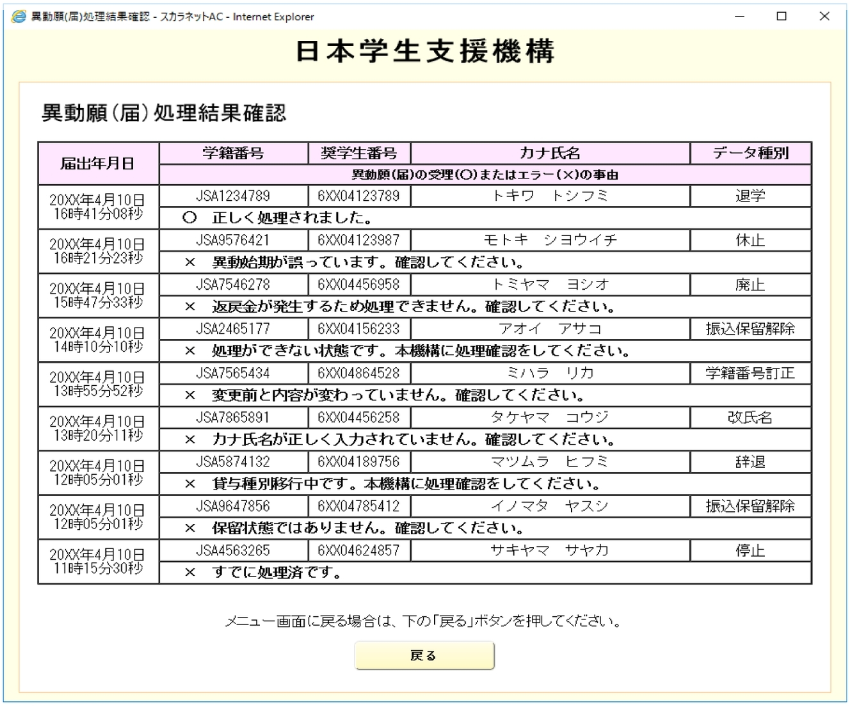 異動願(届)処理結果確認 - スカラネットAC - Internet Explorer
日本学生支援機構
異動願(届)処理結果確認
届出年月日 学籍番号 奨学生番号 カナ氏名 データ種別
異動願(届)の受理(○)またはエラー(×)の事由
20XX年4月10日 16時41分08秒 JSA1234789 6XX04123789 トキワ トシフミ 退学
○ 正しく処理されました。
20XX年4月10日 16時21分23秒 JSA9576421 6XX04123987 モトキ シヨウイチ 休止
× 異動始期が誤っています。確認してください。
20XX年4月10日 15時47分33秒 JSA7546278 6XX04456958 トミヤマ ヨシオ 廃止
× 返戻金が発生するため処理できません。確認してください。
20XX年4月10日 14時10分10秒 JSA2465177 6XX04156233 アオイ アサコ 振込保留解除
× 処理ができない状態です。本機構に処理確認をしてください。
20XX年4月10日 13時55分52秒 JSA7565434 6XX04864528 ミハラ リカ 学籍番号訂正
× 変更前と内容が変わっていません。確認してください。
20XX年4月10日 13時20分11秒 JSA7865891 6XX04456258 タケヤマ コウジ 改氏名
× カナ氏名が正しく入力されていません。確認してください。
20XX年4月10日 12時05分01秒 JSA5874132 6XX04189756 マツムラ ヒフミ 辞退
× 貸与種別移行中です。本機構に処理確認をしてください。
20XX年4月10日 12時05分01秒 JSA9647856 6XX04785412 イノマタ ヤスシ 振込保留解除
× 保留状態ではありません。確認してください。
20XX年4月10日 11時15分30秒 JSA4563265 6XX04624857 サキヤマ サヤカ 停止
× すでに処理済です。
メニュー画面に戻る場合は、下の「戻る」ボタンを押してください。
戻る